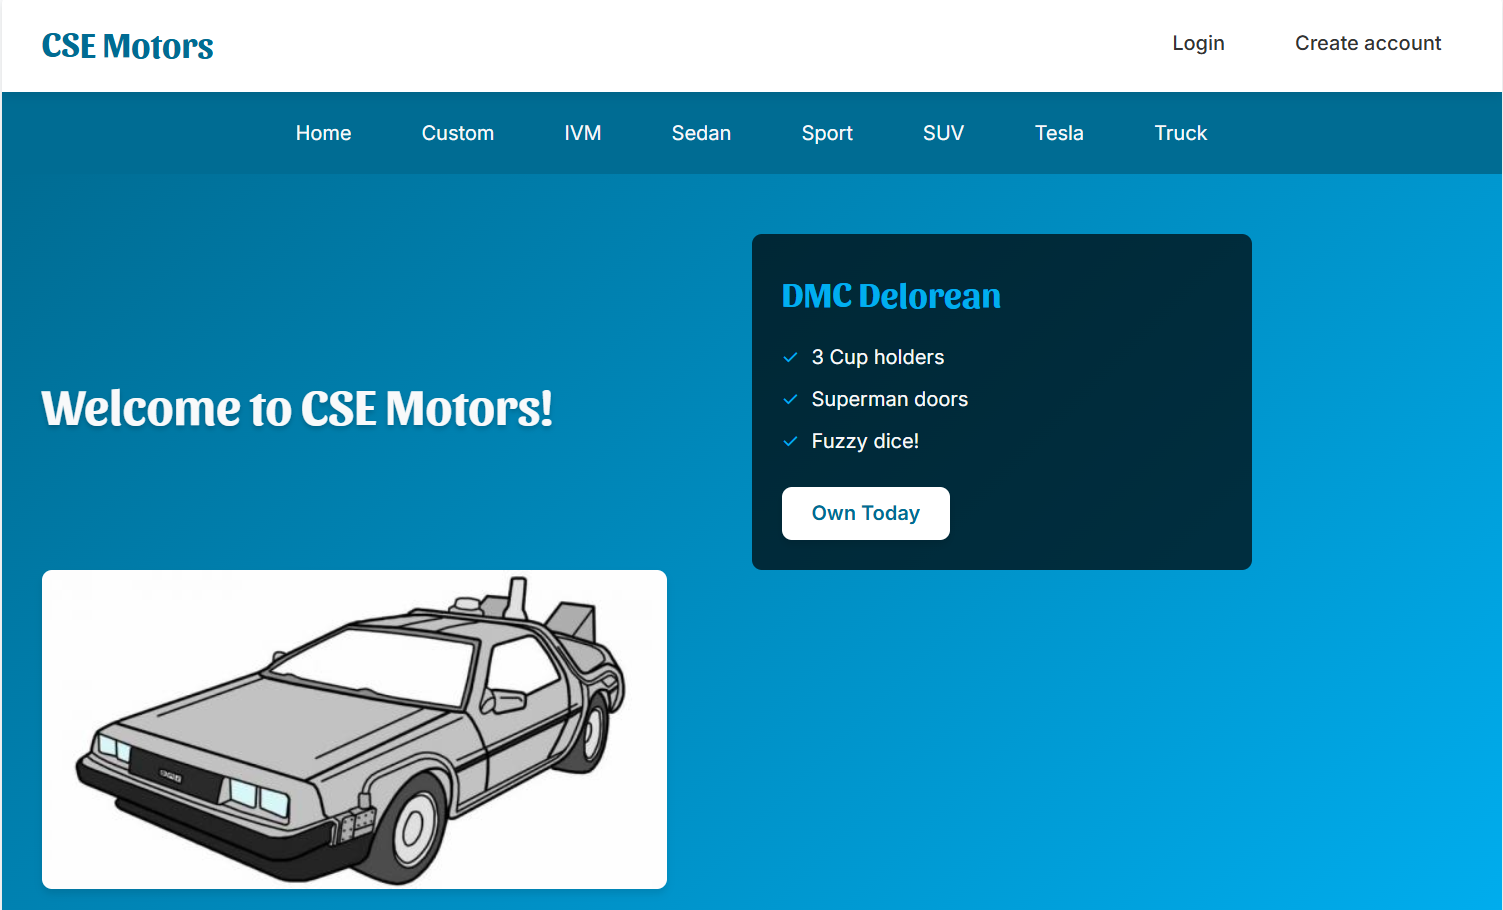 CSE Motors
Login Create account
Home Custom IVM Sedan Sport SUV Tesla Truck
Welcome to CSE Motors!
DMC Delorean
3 Cup holders
Superman doors
Fuzzy dice!
Own Today